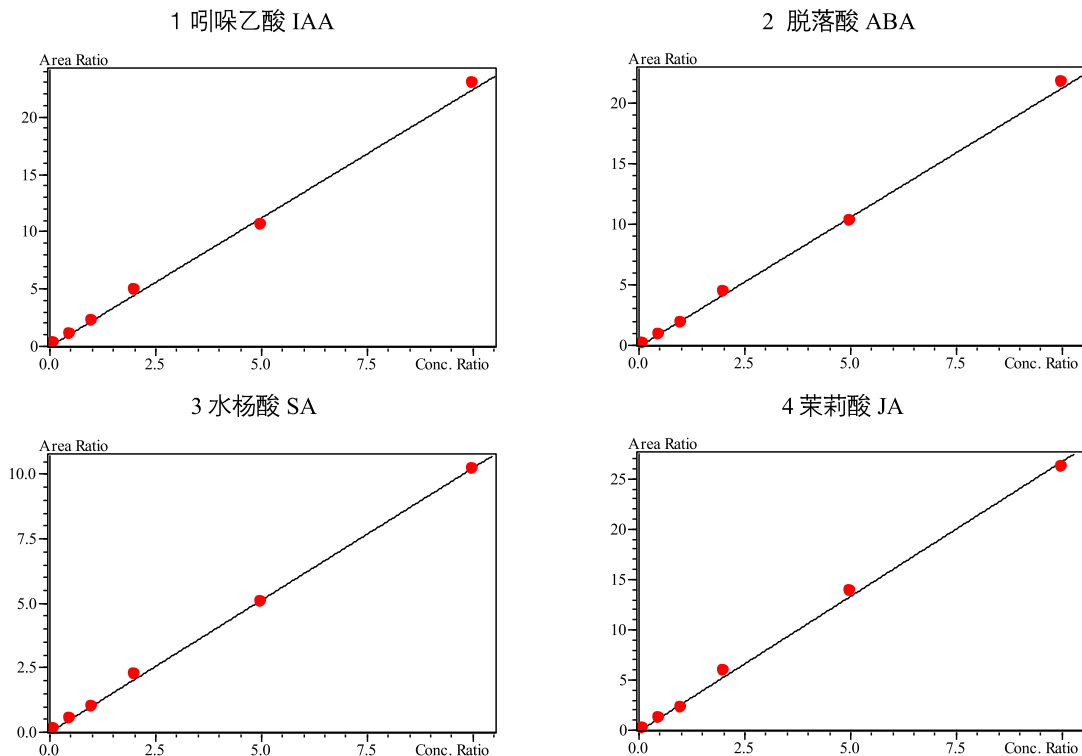 1 吲哚乙酸 IAA
Area Ratio
20
15
10
5
0
0.0 2.5 5.0 7.5 Conc. Ratio
2 脱落酸 ABA
Area Ratio
20
15
10
5
0
0.0 2.5 5.0 7.5 Conc. Ratio
3 水杨酸 SA
Area Ratio
10.0
7.5
5.0
2.5
0.0
0.0 2.5 5.0 7.5 Conc. Ratio
4 茉莉酸 JA
Area Ratio
25
20
15
10
5
0
0.0 2.5 5.0 7.5 Conc. Ratio